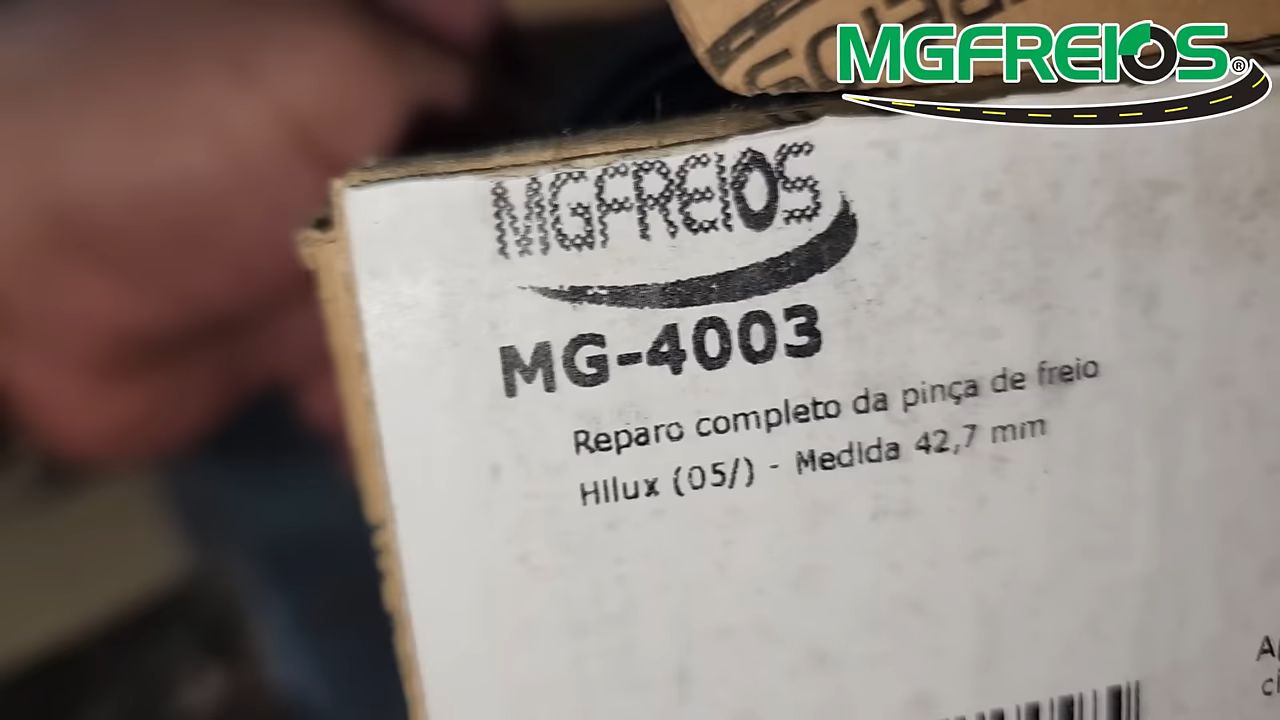 MGFREIOS®
MGFREIOS
MG-4003
Reparo completo da pinça de freio
Hilux (05/) - Medida 42,7 mm